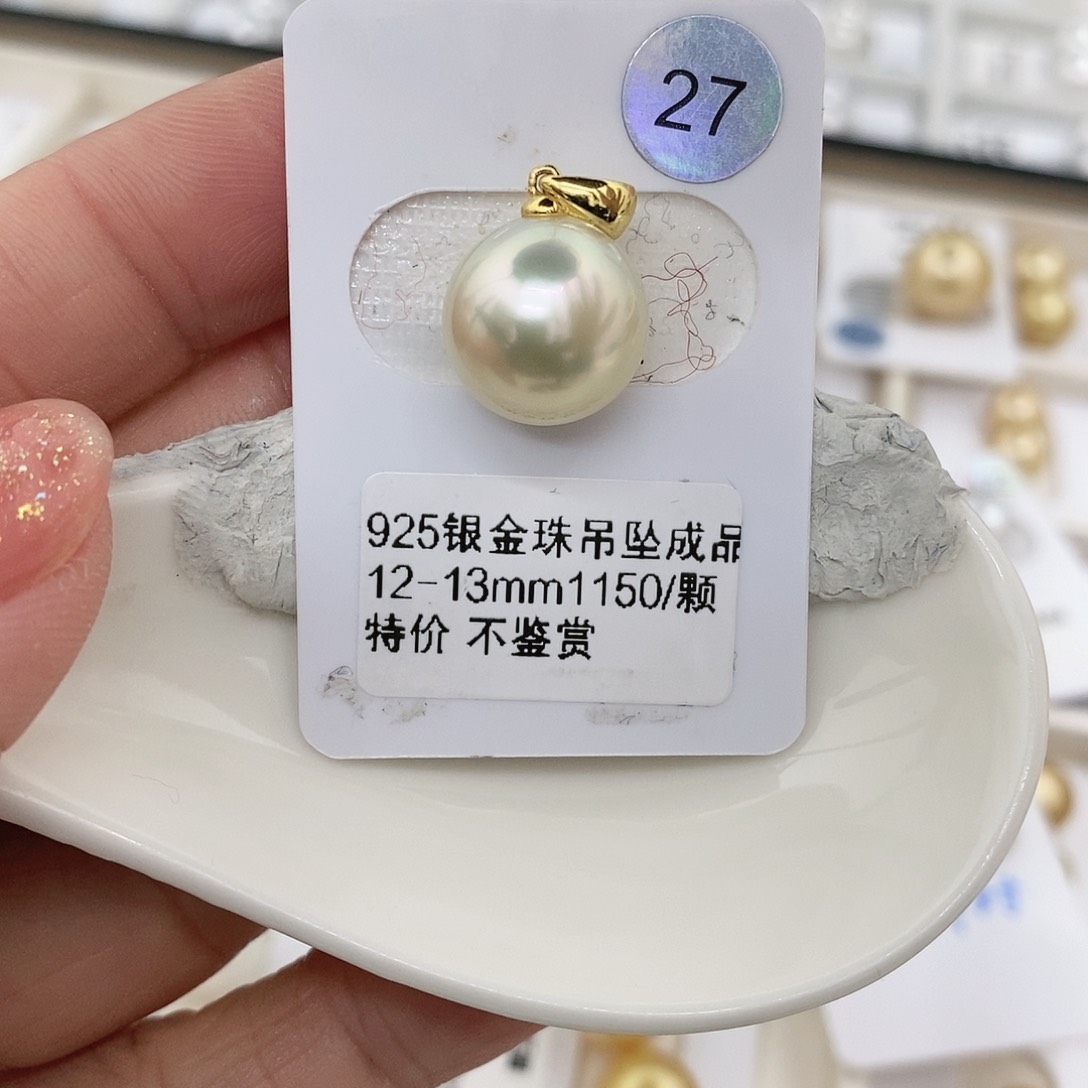 27
925银金珠吊坠成品
12-13mm1150/颗
特价 不鉴赏